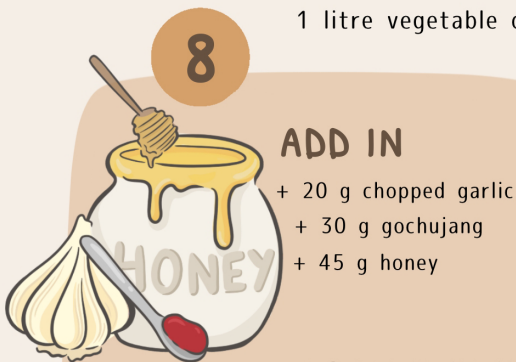 1 litre vegetable
8
ADD IN
+ 20 g chopped garlic
+ 30 g gochujang
+ 45 g honey
HONEY